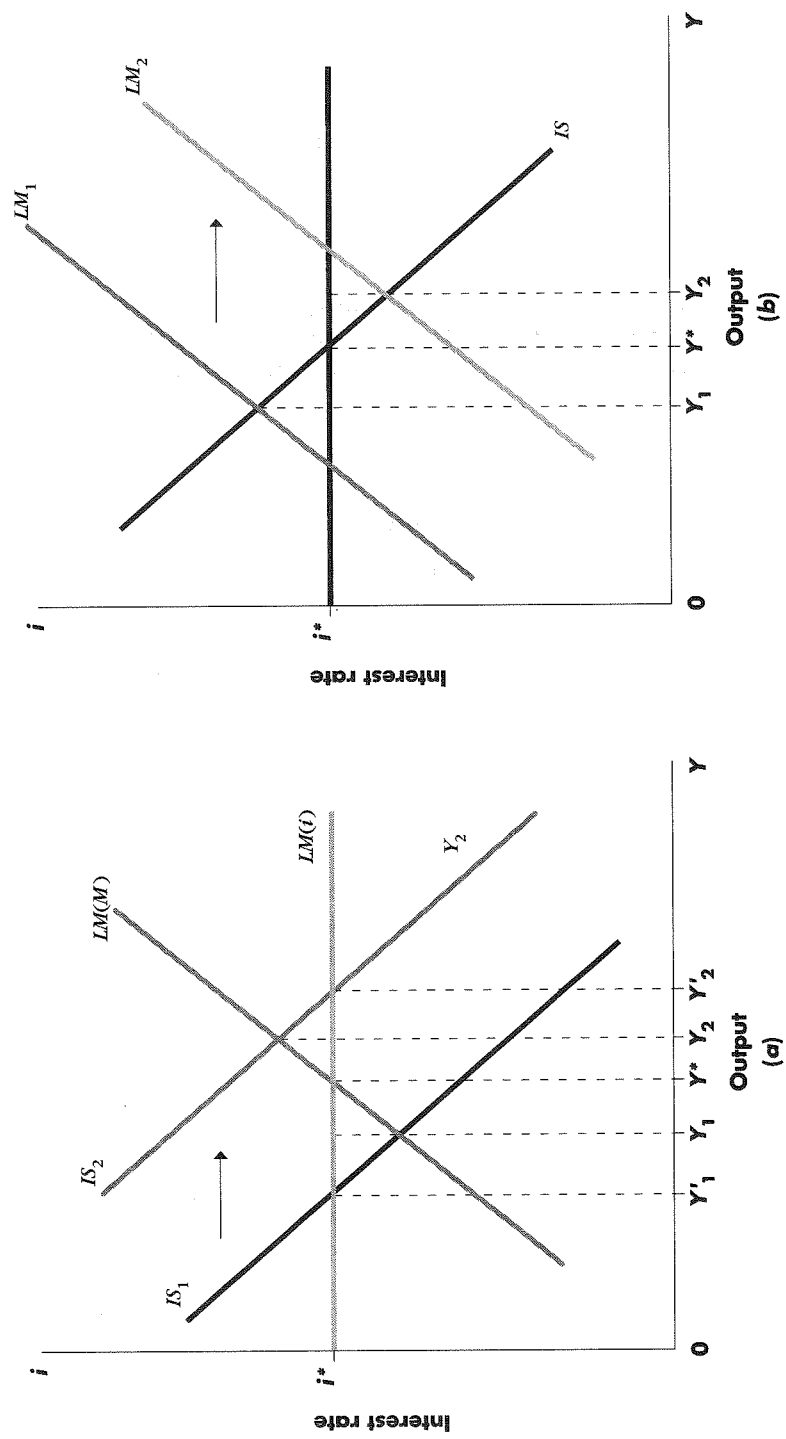 i
Interest rate
i*
IS₁
IS₂
LM(M)
LM(i)
Y₂
0
Y′₁
Y₁
Y*
Y₂
Y′₂
Y
Output
(a)
i
Interest rate
i*
LM₁
LM₂
IS
0
Y₁
Y*
Y₂
Y
Output
(b)